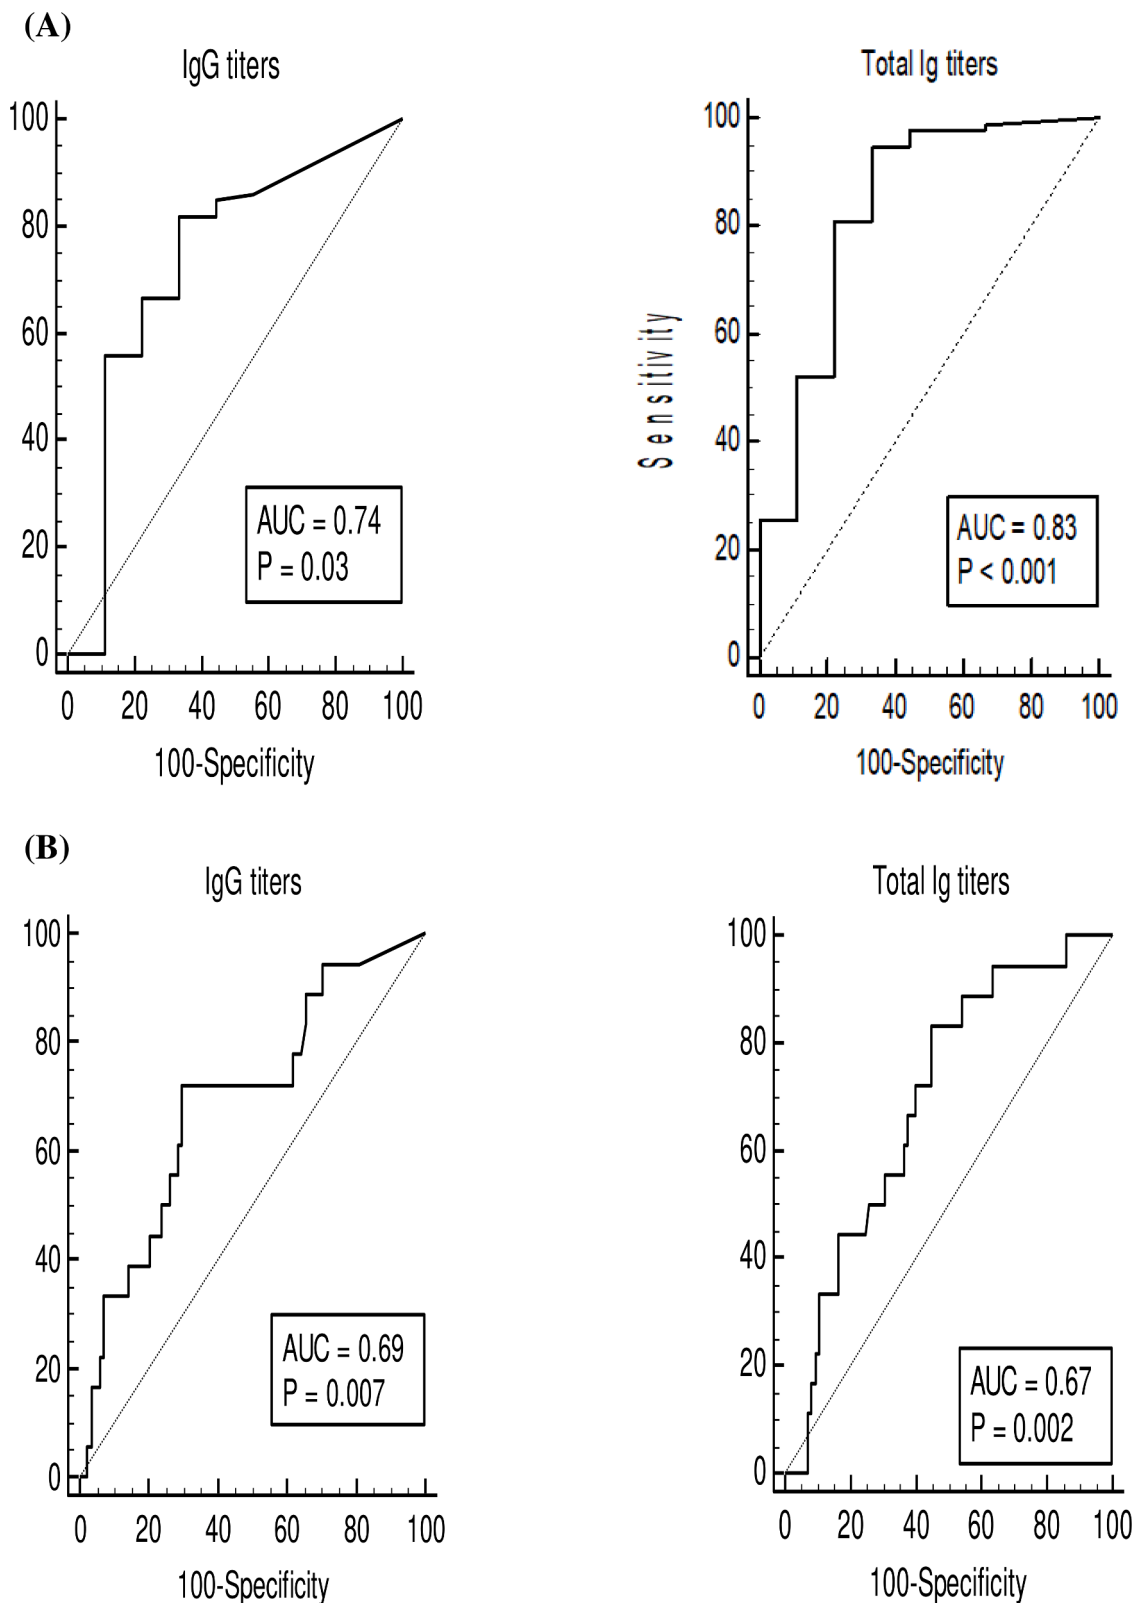 (A)
IgG titers
100
80
60
40
20
0
0 20 40 60 80 100
100-Specificity
AUC = 0.74
P = 0.03
Total Ig titers
Sensitivity
100
80
60
40
20
0
0 20 40 60 80 100
100-Specificity
AUC = 0.83
P < 0.001
(B)
IgG titers
100
80
60
40
20
0
0 20 40 60 80 100
100-Specificity
AUC = 0.69
P = 0.007
Total Ig titers
100
80
60
40
20
0
0 20 40 60 80 100
100-Specificity
AUC = 0.67
P = 0.002